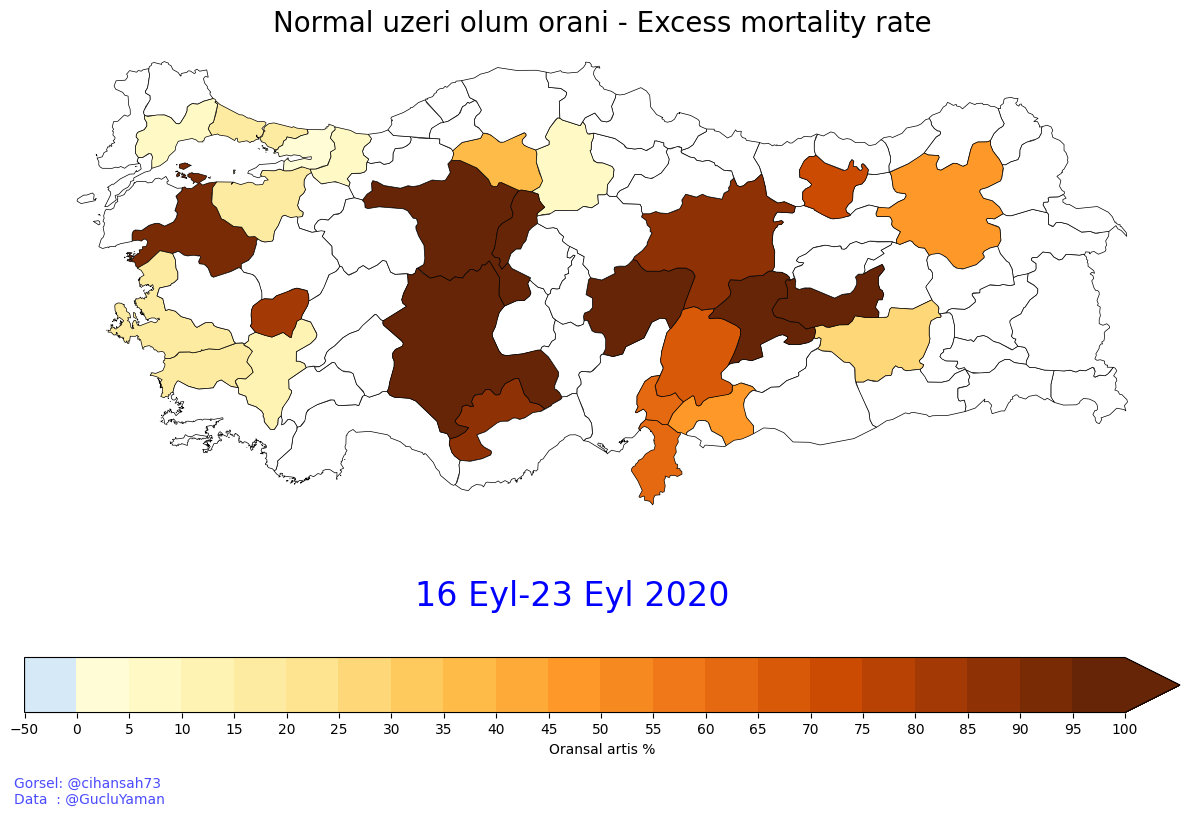 Normal uzeri olum orani - Excess mortality rate
16 Eyl-23 Eyl 2020
−50 0 5 10 15 20 25 30 35 40 45 50 55 60 65 70 75 80 85 90 95 100
Oransal artis %
Gorsel: @cihansah73
Data : @GucluYaman